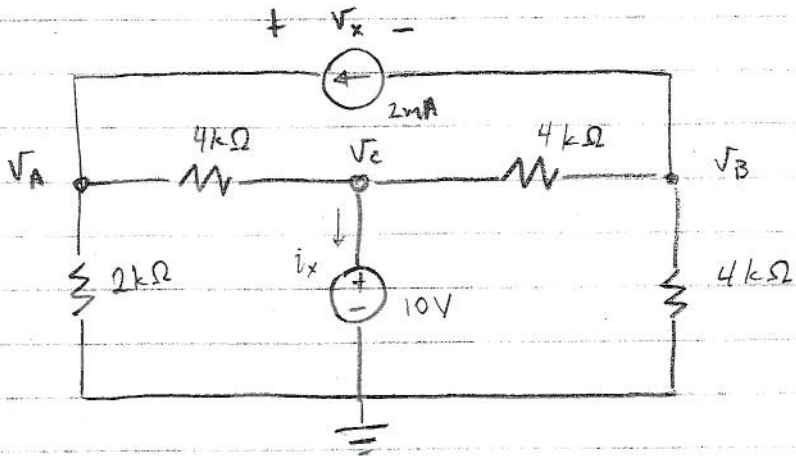 + Vx −
2mA
4kΩ
Vc
4kΩ
VA
VB
2kΩ
ix
+
−
10V
4kΩ